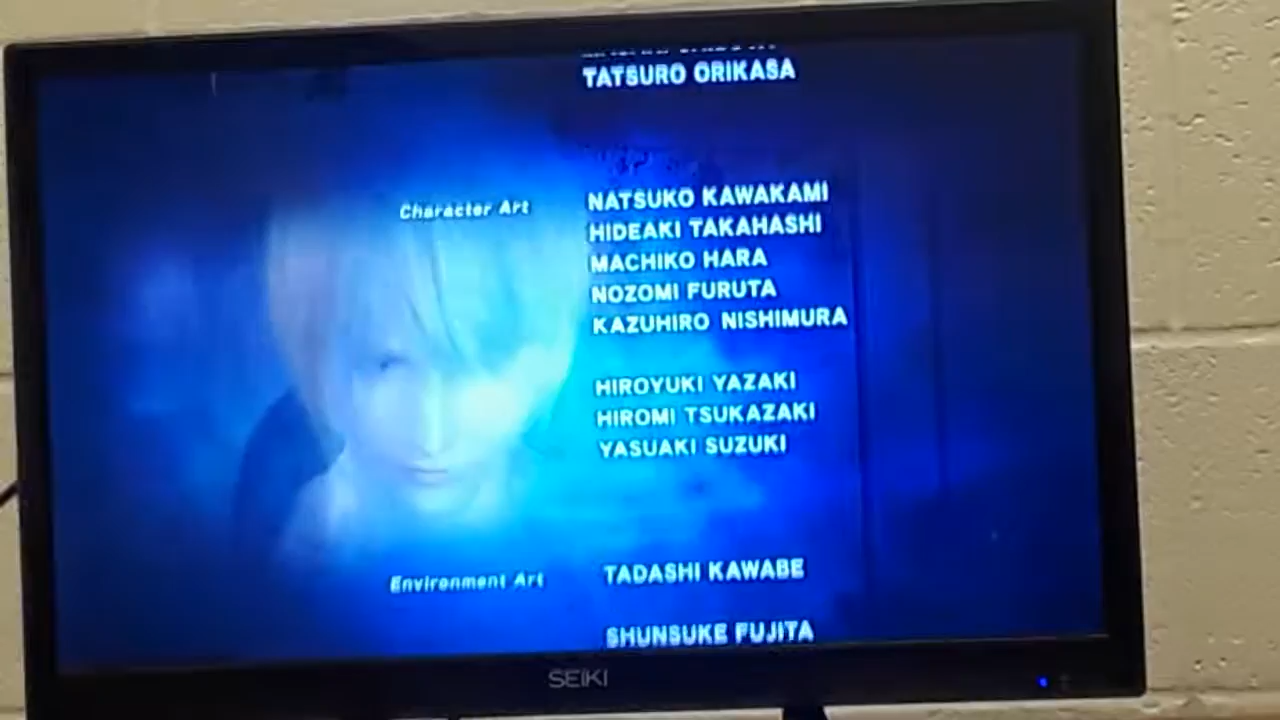 TATSURO ORIKASA
Character Art
NATSUKO KAWAKAMI
HIDEAKI TAKAHASHI
MACHIKO HARA
NOZOMI FURUTA
KAZUHIRO NISHIMURA
HIROYUKI YAZAKI
HIROMI TSUKAZAKI
YASUAKI SUZUKI
Environment Art
TADASHI KAWABE
SHUNSUKE FUJITA
SEIKI